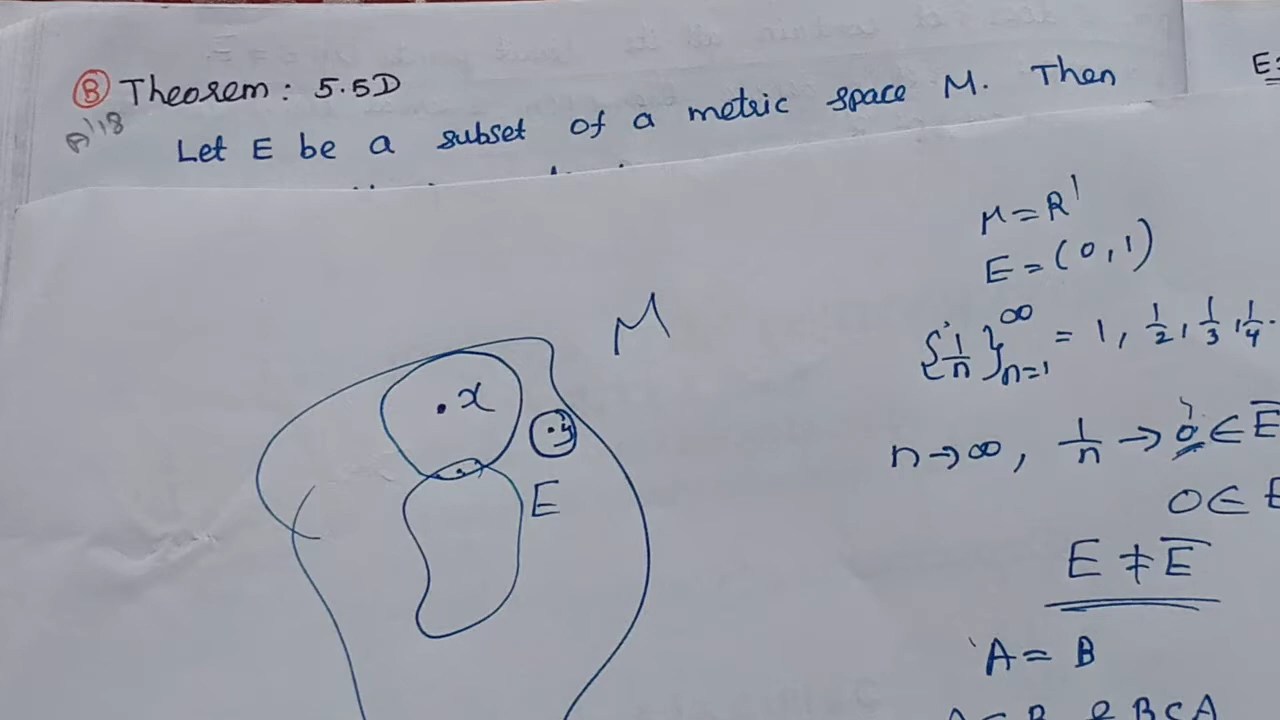 Ⓑ Theorem: 5.5D
A'18
Let E be a subset of a metric space M. Then
E=
M = R¹
E = (0,1)
{1/n}∞n=1 = 1, 1/2, 1/3, 1/4.
n→∞, 1/n → 0 ∈ E̅
0 ∈ E
E ≠ E̅
A = B
& B ⊂ A
M
.x
.y
E